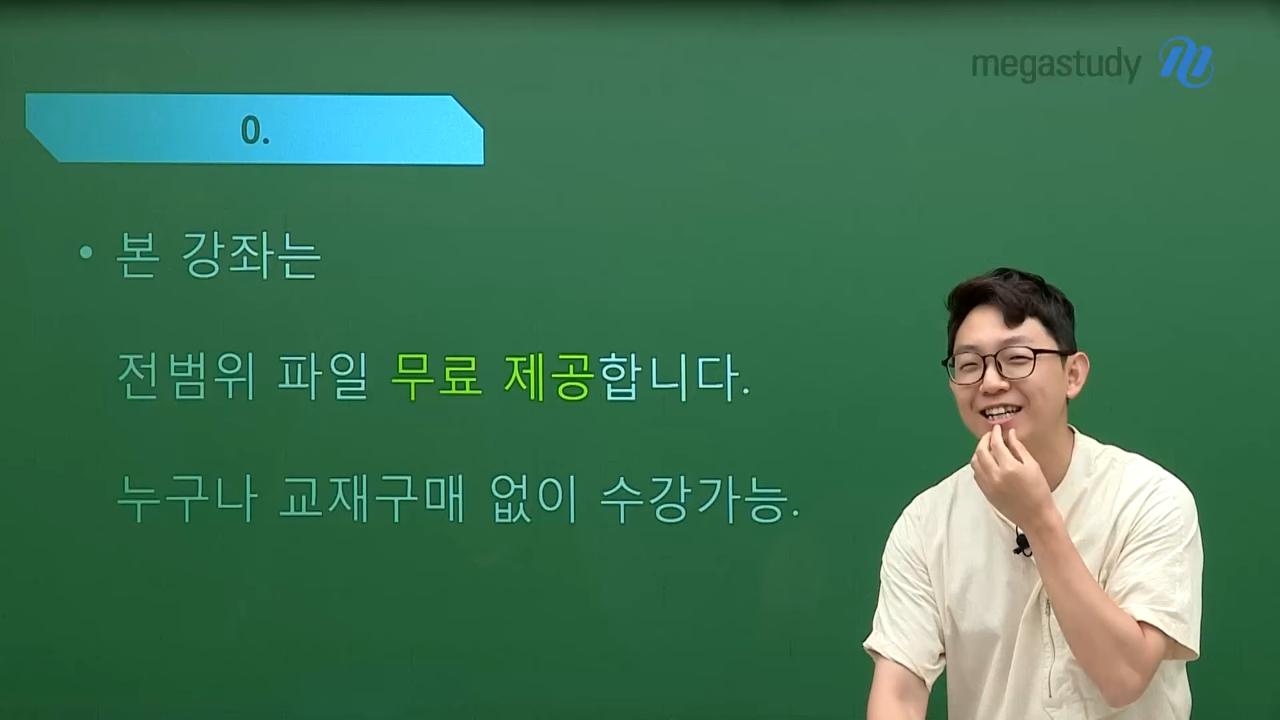 megastudy
0.
• 본 강좌는
전범위 파일 무료 제공합니다.
누구나 교재구매 없이 수강가능.